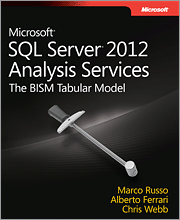 Microsoft
Microsoft®
SQL Server® 2012
Analysis Services
The BISM Tabular Model
Marco Russo
Alberto Ferrari
Chris Webb